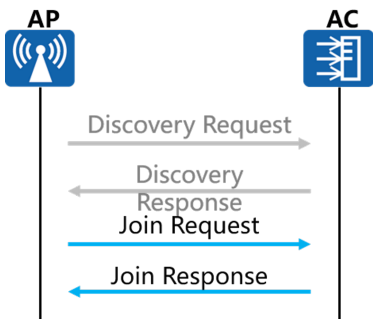 AP AC
Discovery Request
Discovery
Response
Join Request
Join Response